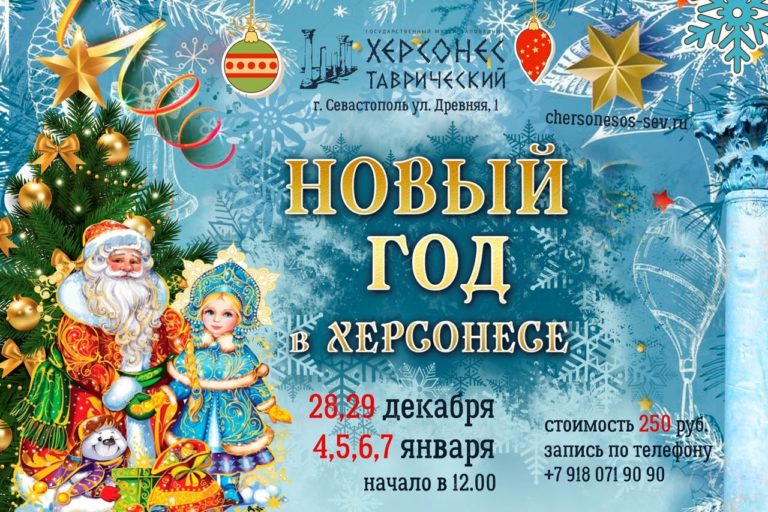 ГОСУДАРСТВЕННЫЙ МУЗЕЙ-ЗАПОВЕДНИК
ХЕРСОНЕС
ТАВРИЧЕСКИЙ
г. Севастополь ул. Древняя, 1
chersonesos-sev.ru
НОВЫЙ
ГОД
в ХЕРСОНЕСЕ
28,29 декабря
4,5,6,7 января
начало в 12.00
стоимость 250 руб.
запись по телефону
+7 918 071 90 90